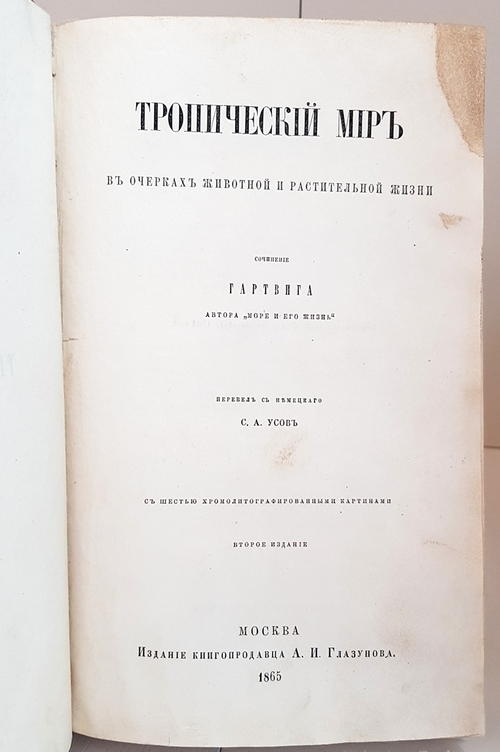 ТРОПИЧЕСКІЙ МІРЪ
ВЪ ОЧЕРКАХЪ ЖИВОТНОЙ И РАСТИТЕЛЬНОЙ ЖИЗНИ
СОЧИНЕНІЕ
ГАРТВИГА
АВТОРА „МОРЕ И ЕГО ЖИЗНЬ“
ПЕРЕВЕЛЪ СЪ НѢМЕЦКАГО
С. А. УСОВЪ
СЪ ШЕСТЬЮ ХРОМОЛИТОГРАФИРОВАННЫМИ КАРТИНАМИ
ВТОРОЕ ИЗДАНІЕ
МОСКВА
Изданіе книгопродавца А. И. Глазунова.
1865